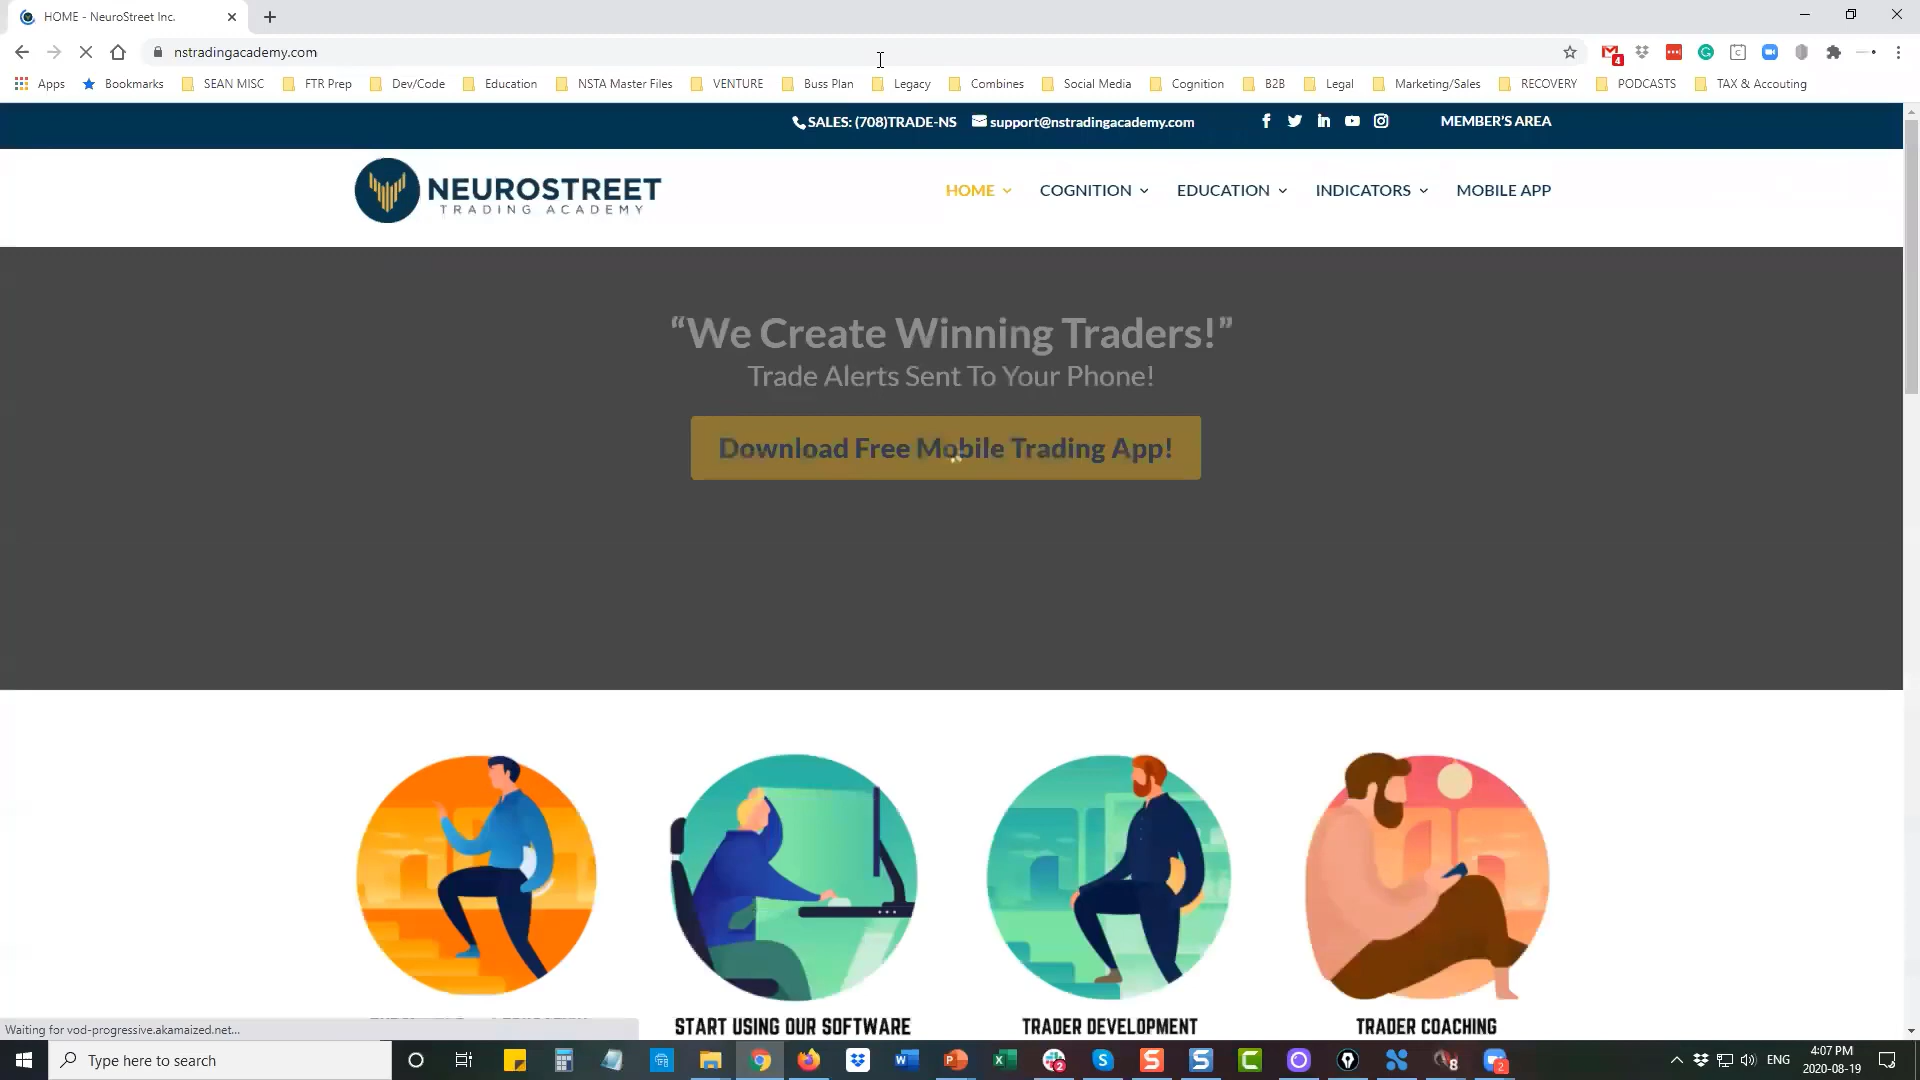 HOME - NeuroStreet Inc.
nstradingacademy.com
4
Apps Bookmarks SEAN MISC FTR Prep Dev/Code Education NSTA Master Files VENTURE Buss Plan Legacy Combines Social Media Cognition B2B Legal Marketing/Sales RECOVERY PODCASTS TAX & Accouting
SALES: (708)TRADE-NS support@nstradingacademy.com MEMBER'S AREA
NEUROSTREET
TRADING ACADEMY
HOME COGNITION EDUCATION INDICATORS MOBILE APP
“We Create Winning Traders!”
Trade Alerts Sent To Your Phone!
Download Free Mobile Trading App!
START USING OUR SOFTWARE TRADER DEVELOPMENT TRADER COACHING
Waiting for vod-progressive.akamaized.net...
Type here to search
ENG
4:07 PM
2020-08-19